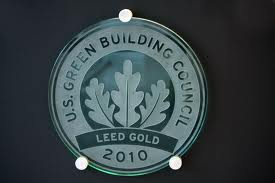 U.S. GREEN BUILDING COUNCIL
LEED GOLD
2010